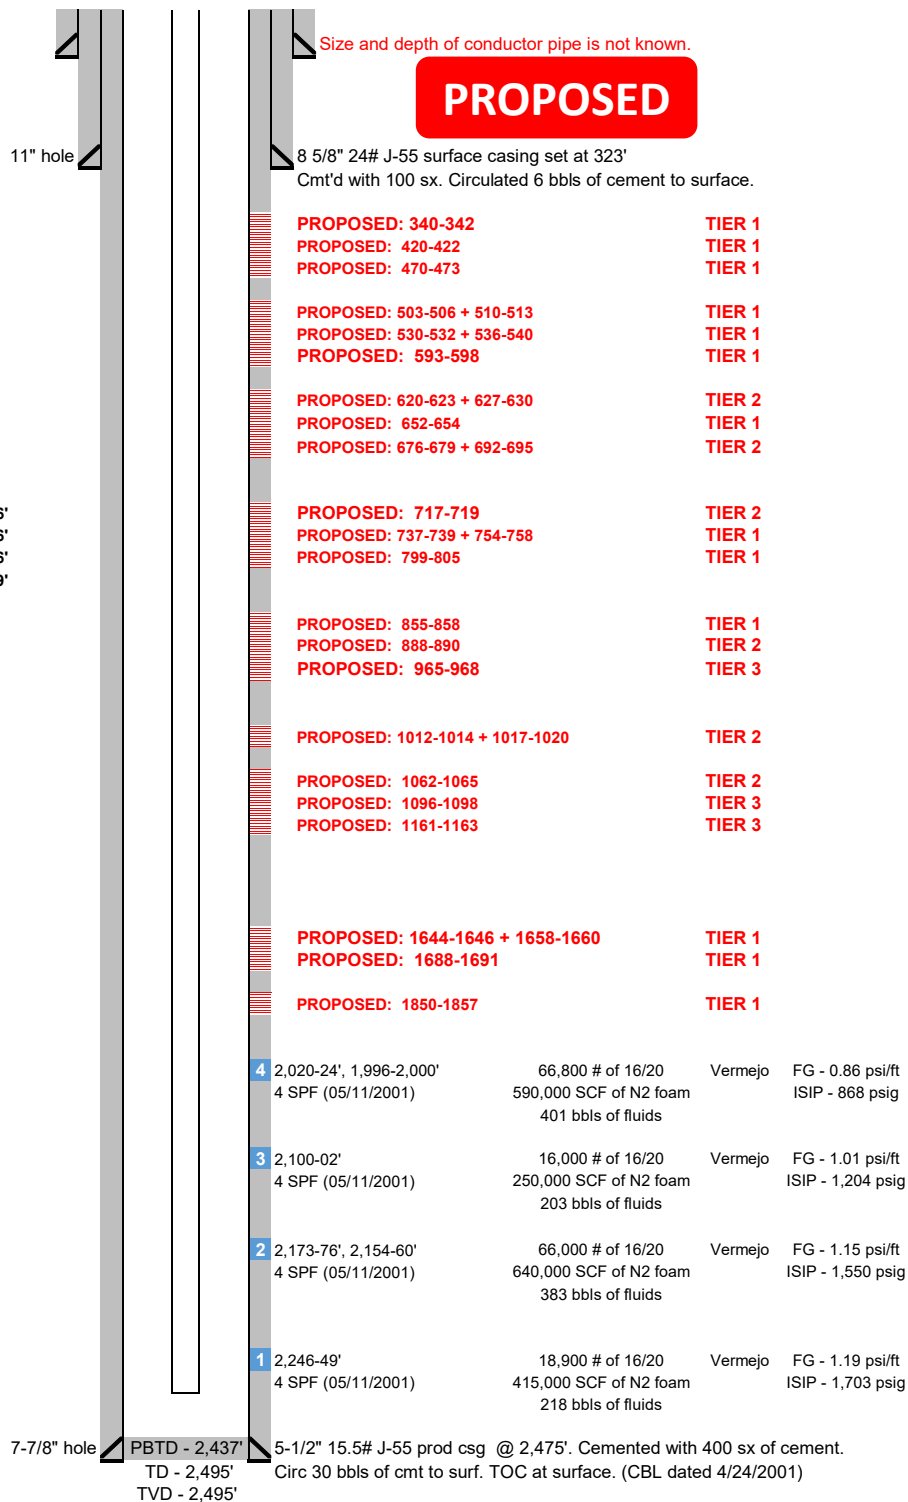 Size and depth of conductor pipe is not known.
PROPOSED
11" hole
8 5/8" 24# J-55 surface casing set at 323'
Cmt'd with 100 sx. Circulated 6 bbls of cement to surface.
PROPOSED: 340-342 TIER 1
PROPOSED: 420-422 TIER 1
PROPOSED: 470-473 TIER 1
PROPOSED: 503-506 + 510-513 TIER 1
PROPOSED: 530-532 + 536-540 TIER 1
PROPOSED: 593-598 TIER 1
PROPOSED: 620-623 + 627-630 TIER 2
PROPOSED: 652-654 TIER 1
PROPOSED: 676-679 + 692-695 TIER 2
PROPOSED: 717-719 TIER 2
PROPOSED: 737-739 + 754-758 TIER 1
PROPOSED: 799-805 TIER 1
PROPOSED: 855-858 TIER 1
PROPOSED: 888-890 TIER 2
PROPOSED: 965-968 TIER 3
PROPOSED: 1012-1014 + 1017-1020 TIER 2
PROPOSED: 1062-1065 TIER 2
PROPOSED: 1096-1098 TIER 3
PROPOSED: 1161-1163 TIER 3
PROPOSED: 1644-1646 + 1658-1660 TIER 1
PROPOSED: 1688-1691 TIER 1
PROPOSED: 1850-1857 TIER 1
4 2,020-24', 1,996-2,000' 66,800 # of 16/20 Vermejo FG - 0.86 psi/ft
4 SPF (05/11/2001) 590,000 SCF of N2 foam ISIP - 868 psig
401 bbls of fluids
3 2,100-02' 16,000 # of 16/20 Vermejo FG - 1.01 psi/ft
4 SPF (05/11/2001) 250,000 SCF of N2 foam ISIP - 1,204 psig
203 bbls of fluids
2 2,173-76', 2,154-60' 66,000 # of 16/20 Vermejo FG - 1.15 psi/ft
4 SPF (05/11/2001) 640,000 SCF of N2 foam ISIP - 1,550 psig
383 bbls of fluids
1 2,246-49' 18,900 # of 16/20 Vermejo FG - 1.19 psi/ft
4 SPF (05/11/2001) 415,000 SCF of N2 foam ISIP - 1,703 psig
218 bbls of fluids
7-7/8" hole PBTD - 2,437' 5-1/2" 15.5# J-55 prod csg @ 2,475'. Cemented with 400 sx of cement.
TD - 2,495' Circ 30 bbls of cmt to surf. TOC at surface. (CBL dated 4/24/2001)
TVD - 2,495'